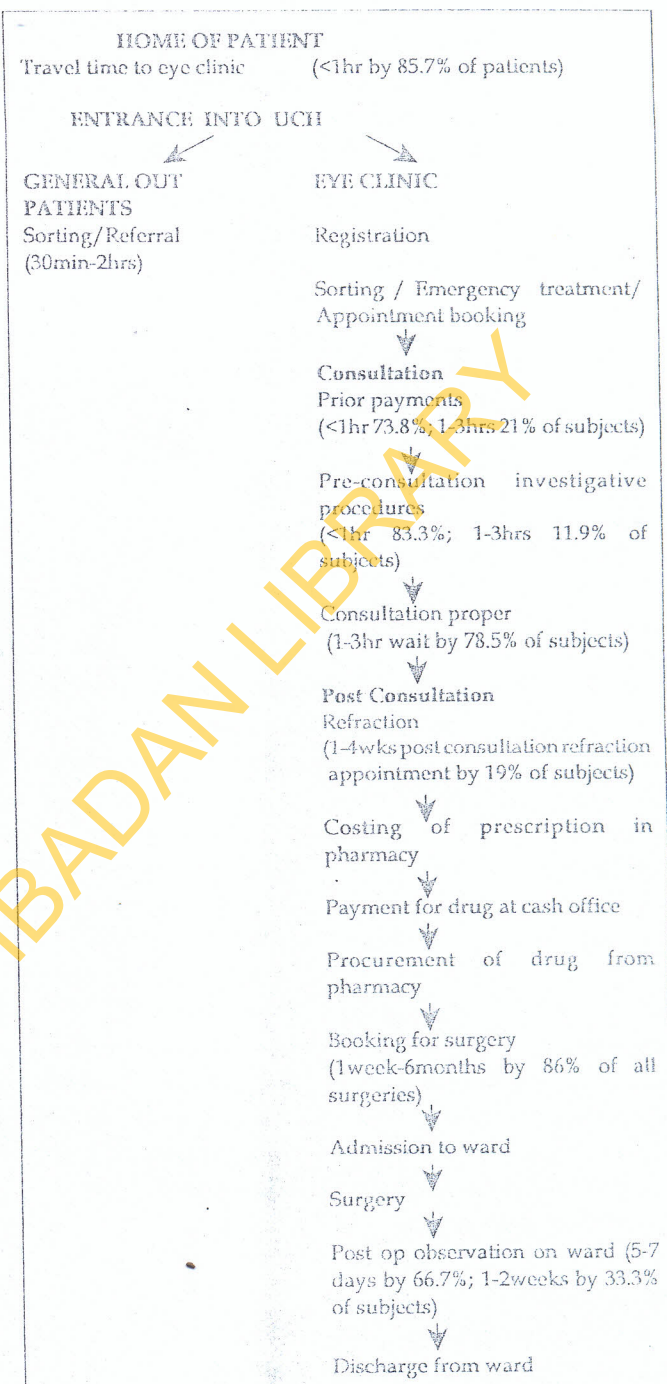 HOME OF PATIENT
Travel time to eye clinic (<1hr by 85.7% of patients)
ENTRANCE INTO UCH
GENERAL OUT
PATIENTS
Sorting/Referral
(30min-2hrs)
EYE CLINIC
Registration
Sorting / Emergency treatment/
Appointment booking
Consultation
Prior payments
(<1hr 73.8%; 1-3hrs 21% of subjects)
Pre-consultation investigative
procedures
(<1hr 83.3%; 1-3hrs 11.9% of
subjects)
Consultation proper
(1-3hr wait by 78.5% of subjects)
Post Consultation
Refraction
(1-4wks post consultation refraction
appointment by 19% of subjects)
Costing of prescription in
pharmacy
Payment for drug at cash office
Procurement of drug from
pharmacy
Booking for surgery
(1week-6months by 86% of all
surgeries)
Admission to ward
Surgery
Post op observation on ward (5-7
days by 66.7%; 1-2weeks by 33.3%
of subjects)
Discharge from ward
IBADAN LIBRARY